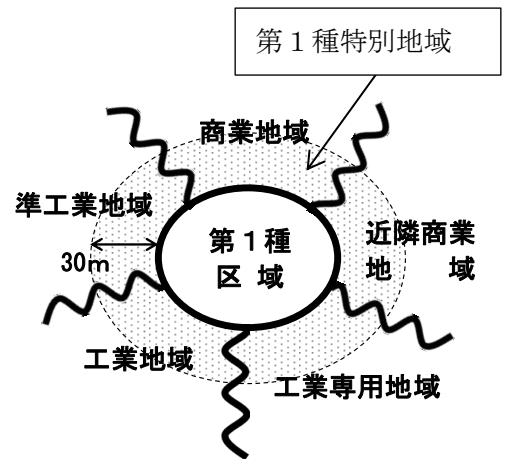 第1種特別地域
商業地域
準工業地域
30m
第1種
区 域
近隣商業
地 域
工業地域
工業専用地域